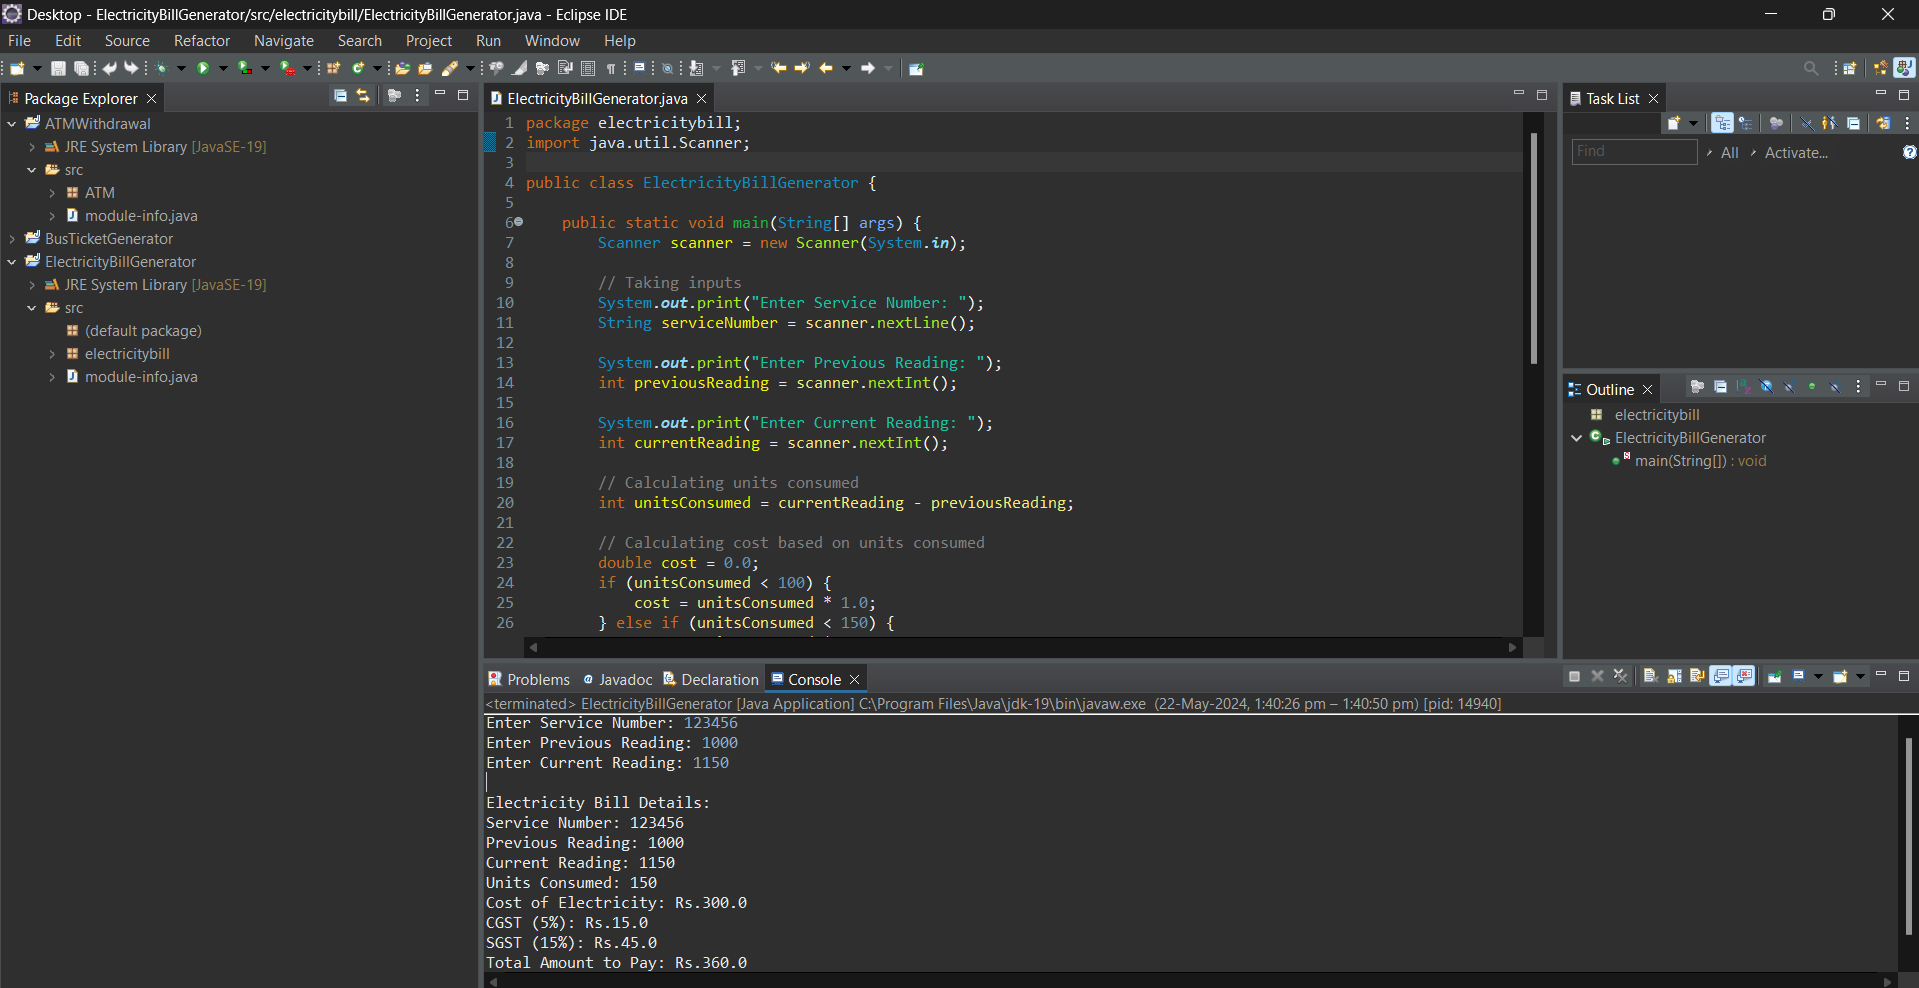 Desktop - ElectricityBillGenerator/src/electricitybill/ElectricityBillGenerator.java - Eclipse IDE
File Edit Source Refactor Navigate Search Project Run Window Help
Package Explorer
ATMWithdrawal
JRE System Library [JavaSE-19]
src
ATM
module-info.java
BusTicketGenerator
ElectricityBillGenerator
JRE System Library [JavaSE-19]
src
(default package)
electricitybill
module-info.java
ElectricityBillGenerator.java
1 package electricitybill;
2 import java.util.Scanner;
3
4 public class ElectricityBillGenerator {
5
6 public static void main(String[] args) {
7 Scanner scanner = new Scanner(System.in);
8
9 // Taking inputs
10 System.out.print("Enter Service Number: ");
11 String serviceNumber = scanner.nextLine();
12
13 System.out.print("Enter Previous Reading: ");
14 int previousReading = scanner.nextInt();
15
16 System.out.print("Enter Current Reading: ");
17 int currentReading = scanner.nextInt();
18
19 // Calculating units consumed
20 int unitsConsumed = currentReading - previousReading;
21
22 // Calculating cost based on units consumed
23 double cost = 0.0;
24 if (unitsConsumed < 100) {
25 cost = unitsConsumed * 1.0;
26 } else if (unitsConsumed < 150) {
Task List
Find All Activate...
Outline
electricitybill
ElectricityBillGenerator
main(String[]) : void
Problems Javadoc Declaration Console
<terminated> ElectricityBillGenerator [Java Application] C:\Program Files\Java\jdk-19\bin\javaw.exe (22-May-2024, 1:40:26 pm – 1:40:50 pm) [pid: 14940]
Enter Service Number: 123456
Enter Previous Reading: 1000
Enter Current Reading: 1150
Electricity Bill Details:
Service Number: 123456
Previous Reading: 1000
Current Reading: 1150
Units Consumed: 150
Cost of Electricity: Rs.300.0
CGST (5%): Rs.15.0
SGST (15%): Rs.45.0
Total Amount to Pay: Rs.360.0